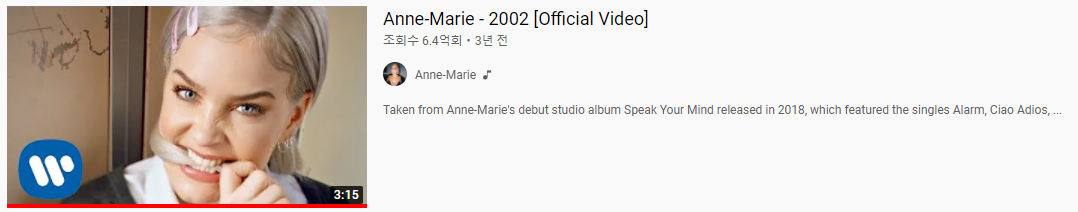 Anne-Marie - 2002 [Official Video]
조회수 6.4억회 • 3년 전
Anne-Marie
Taken from Anne-Marie's debut studio album Speak Your Mind released in 2018, which featured the singles Alarm, Ciao Adios, ...
3:15